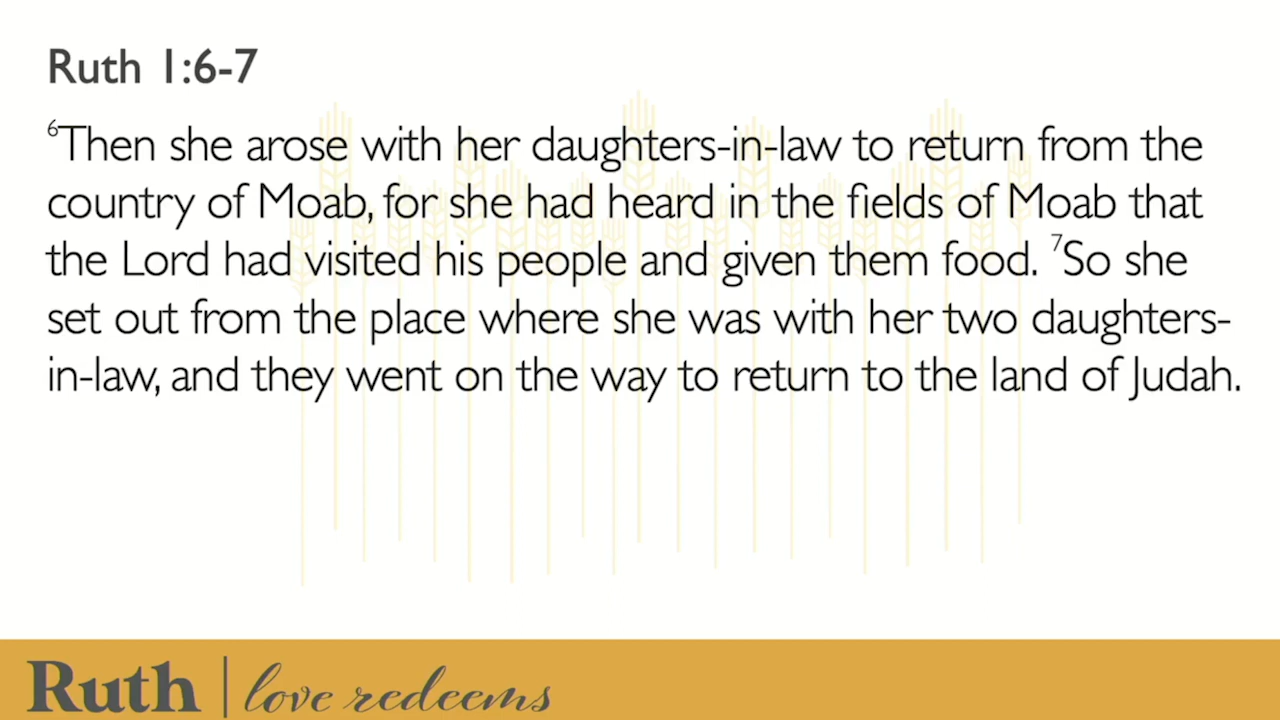 Ruth 1:6-7
⁶Then she arose with her daughters-in-law to return from the
country of Moab, for she had heard in the fields of Moab that
the Lord had visited his people and given them food. ⁷So she
set out from the place where she was with her two daughters-
in-law, and they went on the way to return to the land of Judah.
Ruth | love redeems